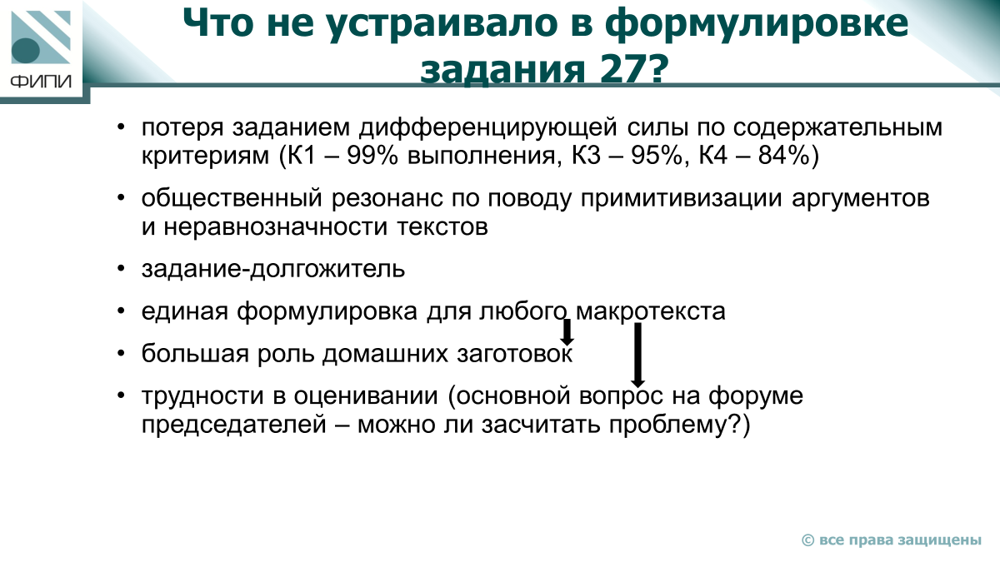 Что не устраивало в формулировке
задания 27?
ФИПИ
• потеря заданием дифференцирующей силы по содержательным
критериям (К1 – 99% выполнения, К3 – 95%, К4 – 84%)
• общественный резонанс по поводу примитивизации аргументов
и неравнозначности текстов
• задание-долгожитель
• единая формулировка для любого макротекста
• большая роль домашних заготовок
• трудности в оценивании (основной вопрос на форуме
председателей – можно ли засчитать проблему?)
© все права защищены